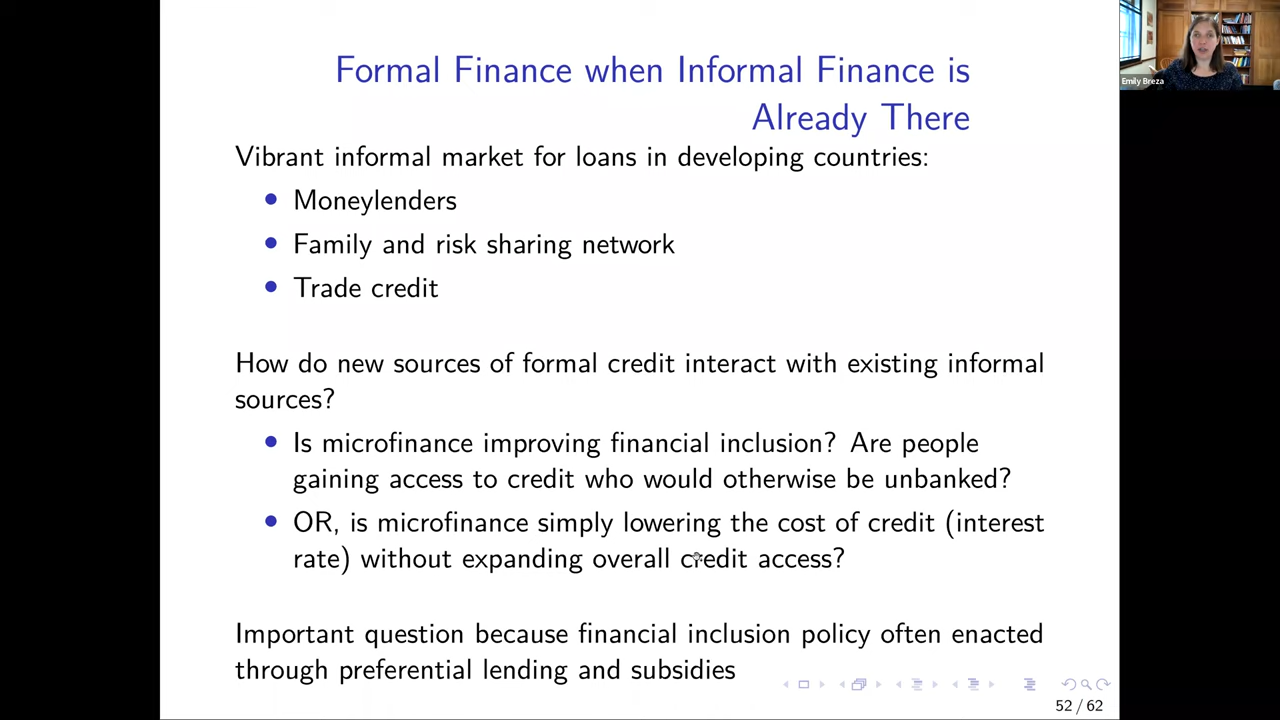 Formal Finance when Informal Finance is
Already There
Vibrant informal market for loans in developing countries:
• Moneylenders
• Family and risk sharing network
• Trade credit
How do new sources of formal credit interact with existing informal
sources?
• Is microfinance improving financial inclusion? Are people
gaining access to credit who would otherwise be unbanked?
• OR, is microfinance simply lowering the cost of credit (interest
rate) without expanding overall credit access?
Important question because financial inclusion policy often enacted
through preferential lending and subsidies
52 / 62
Emily Breza